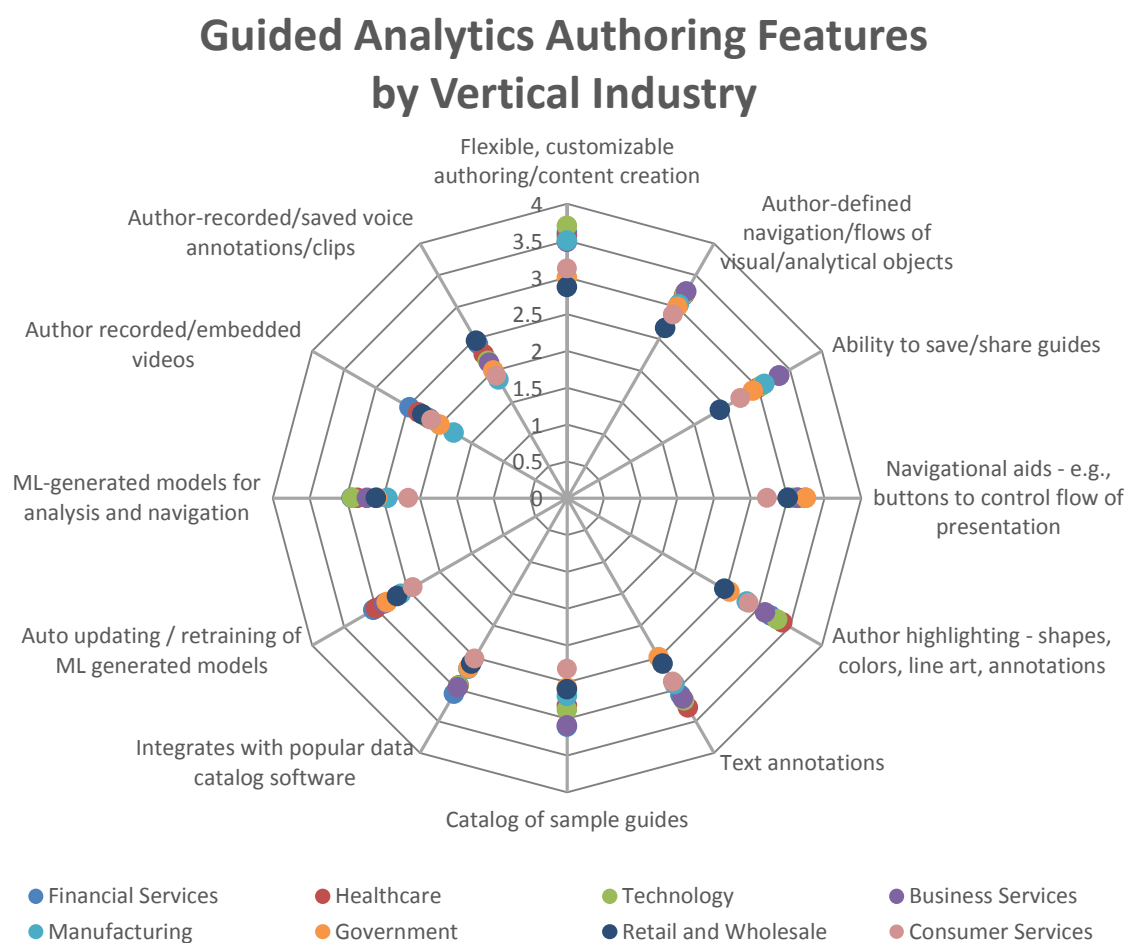 Guided Analytics Authoring Features
by Vertical Industry
Flexible, customizable
authoring/content creation
Author-defined
navigation/flows of
visual/analytical objects
Ability to save/share guides
Navigational aids - e.g.,
buttons to control flow of
presentation
Author highlighting - shapes,
colors, line art, annotations
Text annotations
Catalog of sample guides
Integrates with popular data
catalog software
Auto updating / retraining of
ML generated models
ML-generated models for
analysis and navigation
Author recorded/embedded
videos
Author-recorded/saved voice
annotations/clips
4
3.5
3
2.5
2
1.5
1
0.5
0
Financial Services
Healthcare
Technology
Business Services
Manufacturing
Government
Retail and Wholesale
Consumer Services